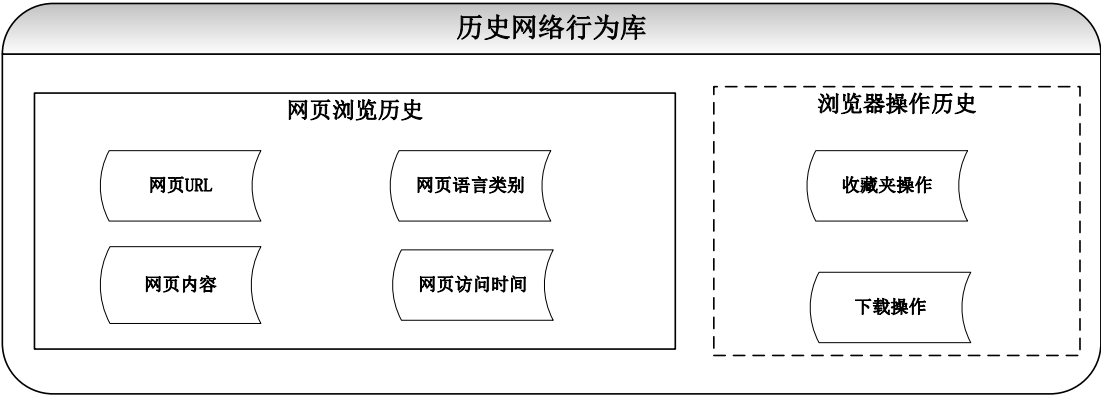 历史网络行为库
网页浏览历史
网页URL
网页语言类别
网页内容
网页访问时间
浏览器操作历史
收藏夹操作
下载操作